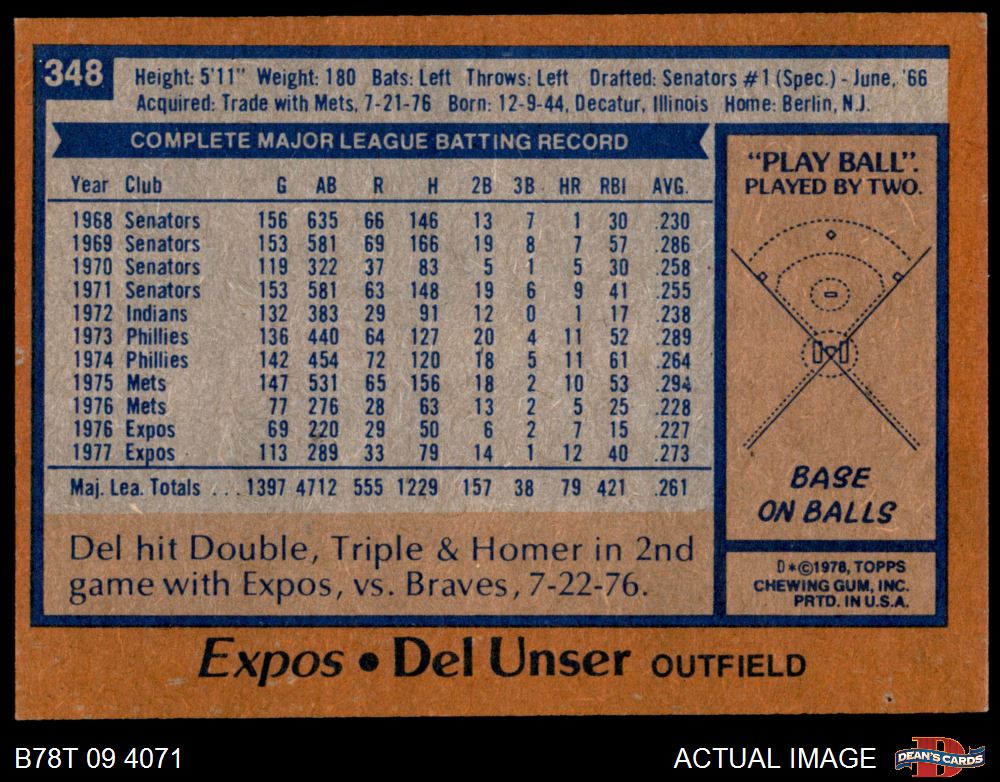 348
Height: 5'11" Weight: 180 Bats: Left Throws: Left Drafted: Senators #1 (Spec.) - June, '66
Acquired: Trade with Mets, 7-21-76 Born: 12-9-44, Decatur, Illinois Home: Berlin, N.J.
COMPLETE MAJOR LEAGUE BATTING RECORD
Year Club G AB R H 2B 3B HR RBI AVG.
1968 Senators 156 635 66 146 13 7 1 30 .230
1969 Senators 153 581 69 166 19 8 7 57 .286
1970 Senators 119 322 37 83 5 1 5 30 .258
1971 Senators 153 581 63 148 19 6 9 41 .255
1972 Indians 132 383 29 91 12 0 1 17 .238
1973 Phillies 136 440 64 127 20 4 11 52 .289
1974 Phillies 142 454 72 120 18 5 11 61 .264
1975 Mets 147 531 65 156 18 2 10 53 .294
1976 Mets 77 276 28 63 13 2 5 25 .228
1976 Expos 69 220 29 50 6 2 7 15 .227
1977 Expos 113 289 33 79 14 1 12 40 .273
Maj. Lea. Totals ... 1397 4712 555 1229 157 38 79 421 .261
Del hit Double, Triple & Homer in 2nd
game with Expos, vs. Braves, 7-22-76.
"PLAY BALL".
PLAYED BY TWO.
BASE
ON BALLS
D*©1978, TOPPS
CHEWING GUM, INC.
PRTD. IN U.S.A.
Expos • Del Unser OUTFIELD
B78T 09 4071
ACTUAL IMAGE
D
DEAN'S CARDS